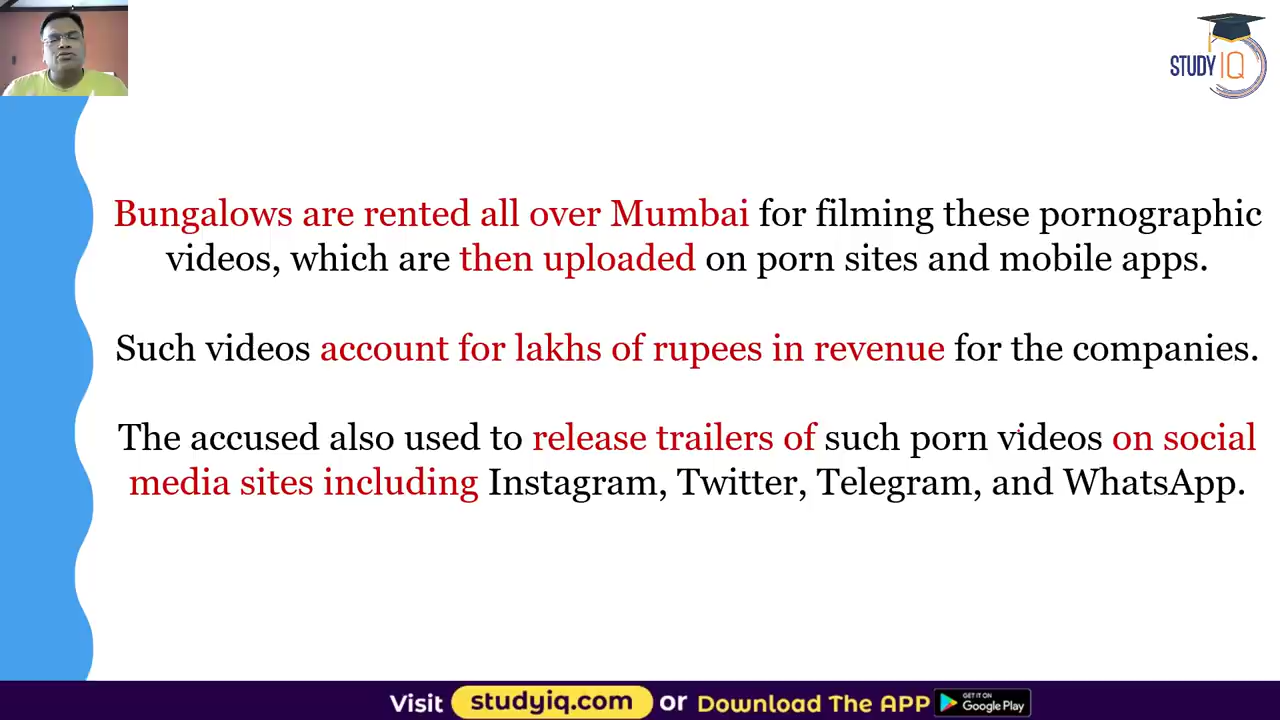 STUDY IQ
Bungalows are rented all over Mumbai for filming these pornographic
videos, which are then uploaded on porn sites and mobile apps.
Such videos account for lakhs of rupees in revenue for the companies.
The accused also used to release trailers of such porn videos on social
media sites including Instagram, Twitter, Telegram, and WhatsApp.
Visit studyiq.com or Download The APP GET IT ON Google Play